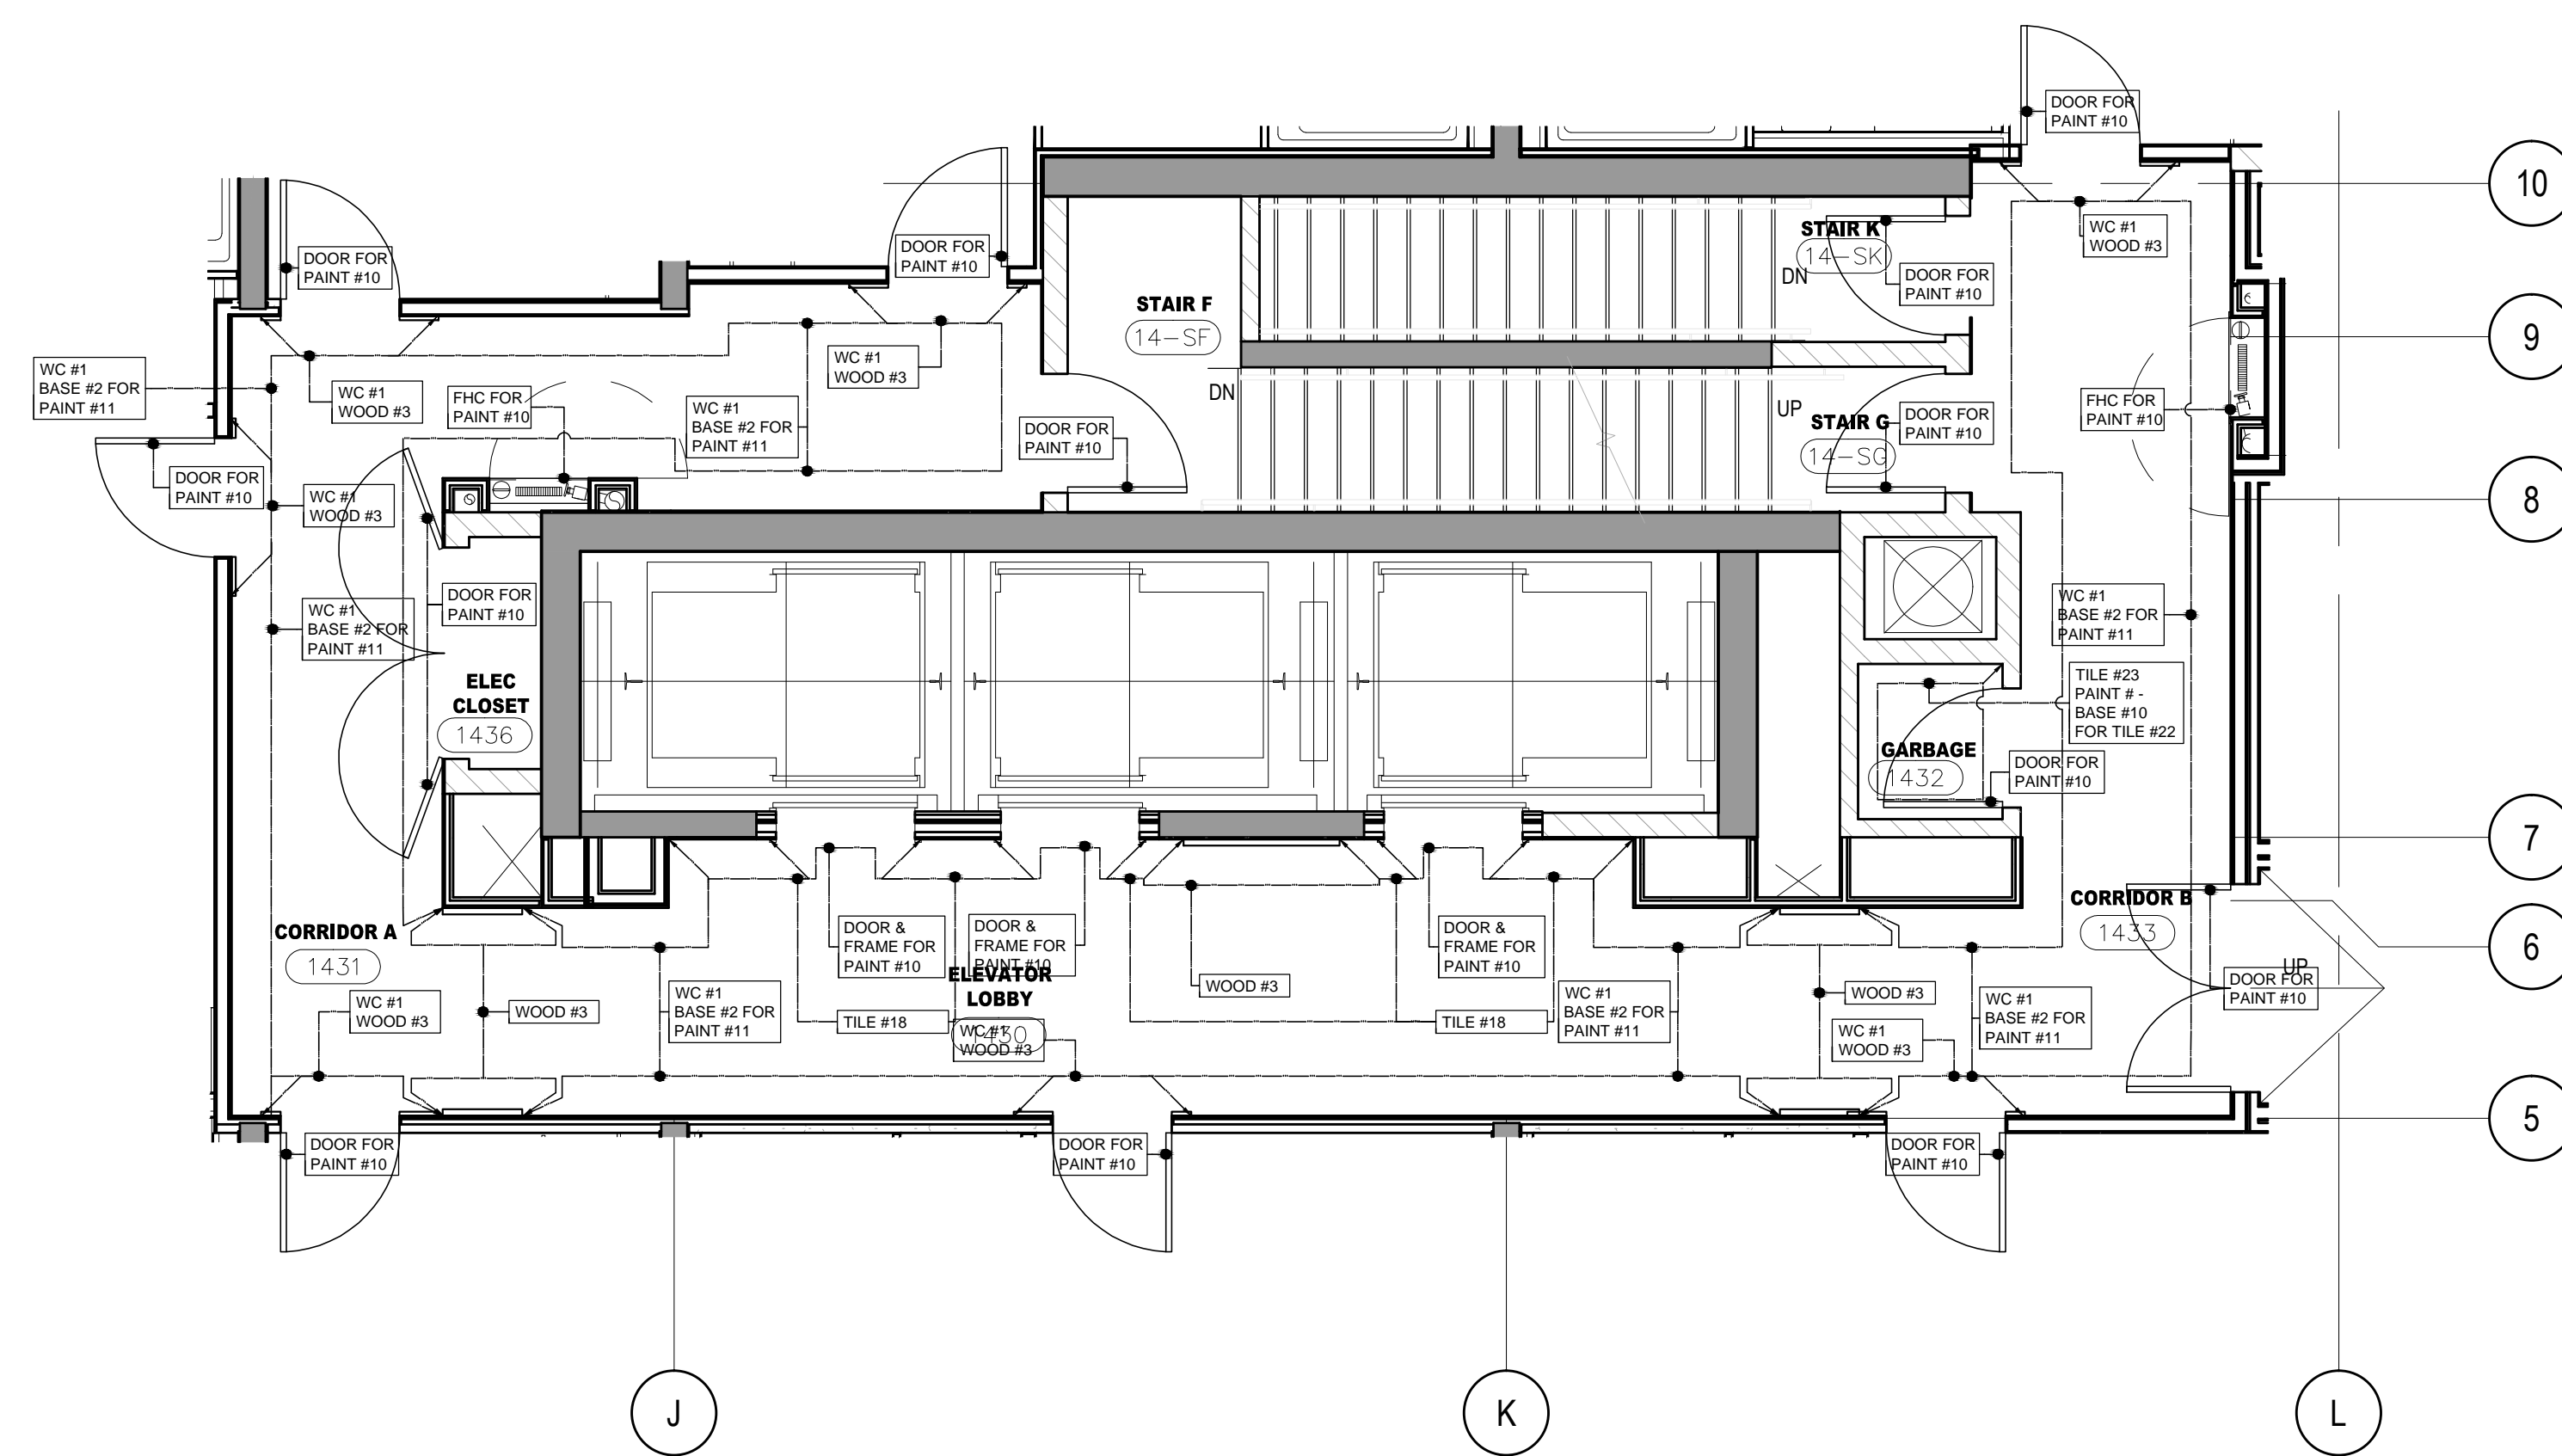 DOOR FOR
PAINT #10
10
WC #1
WOOD #3
STAIR K
14-SK
DN
DOOR FOR
PAINT #10
DOOR FOR
PAINT #10
DOOR FOR
PAINT #10
STAIR F
14-SF
9
WC #1
BASE #2 FOR
PAINT #11
WC #1
WOOD #3
FHC FOR
PAINT #10
WC #1
WOOD #3
WC #1
BASE #2 FOR
PAINT #11
DOOR FOR
PAINT #10
DN
UP
STAIR G
14-SG
DOOR FOR
PAINT #10
FHC FOR
PAINT #10
8
DOOR FOR
PAINT #10
WC #1
WOOD #3
DOOR FOR
PAINT #10
WC #1
BASE #2 FOR
PAINT #11
WC #1
BASE #2 FOR
PAINT #11
ELEC
CLOSET
1436
TILE #23
PAINT # -
BASE #10
FOR TILE #22
GARBAGE
1432
DOOR FOR
PAINT #10
7
CORRIDOR A
1431
DOOR &
FRAME FOR
PAINT #10
DOOR &
FRAME FOR
PAINT #10
DOOR &
FRAME FOR
PAINT #10
CORRIDOR B
1433
6
ELEVATOR
LOBBY
1430
WC #1
WOOD #3
WC #1
WOOD #3
WOOD #3
WC #1
BASE #2 FOR
PAINT #11
TILE #18
WOOD #3
TILE #18
WC #1
BASE #2 FOR
PAINT #11
WOOD #3
WC #1
WOOD #3
WC #1
BASE #2 FOR
PAINT #11
UP
DOOR FOR
PAINT #10
5
DOOR FOR
PAINT #10
DOOR FOR
PAINT #10
DOOR FOR
PAINT #10
J
K
L